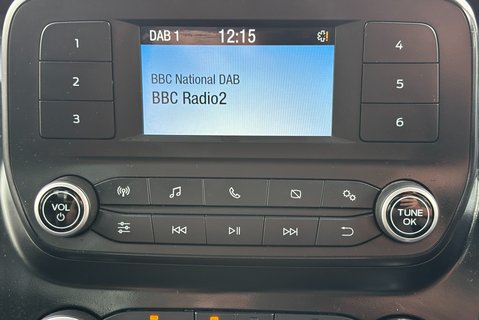 DAB 1 12:15
BBC National DAB
BBC Radio2
1
2
3
4
5
6
VOL
TUNE
OK